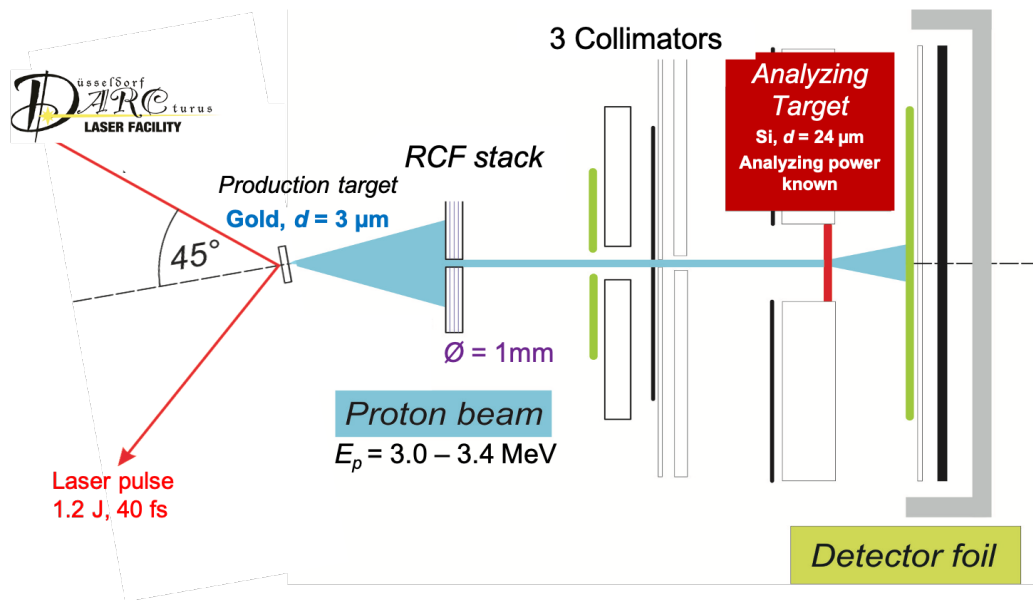 Düsseldorf
ARCturus
LASER FACILITY
45°
Production target
Gold, d = 3 µm
RCF stack
Ø = 1mm
3 Collimators
Analyzing
Target
Si, d = 24 µm
Analyzing power
known
Proton beam
Eₚ = 3.0 – 3.4 MeV
Laser pulse
1.2 J, 40 fs
Detector foil